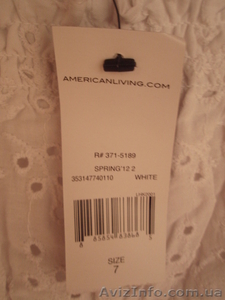 AMERICANLIVING.COM
R# 371-5189
SPRING'12 2
353147740110 WHITE
SIZE
7
AvizInfo.com.ua